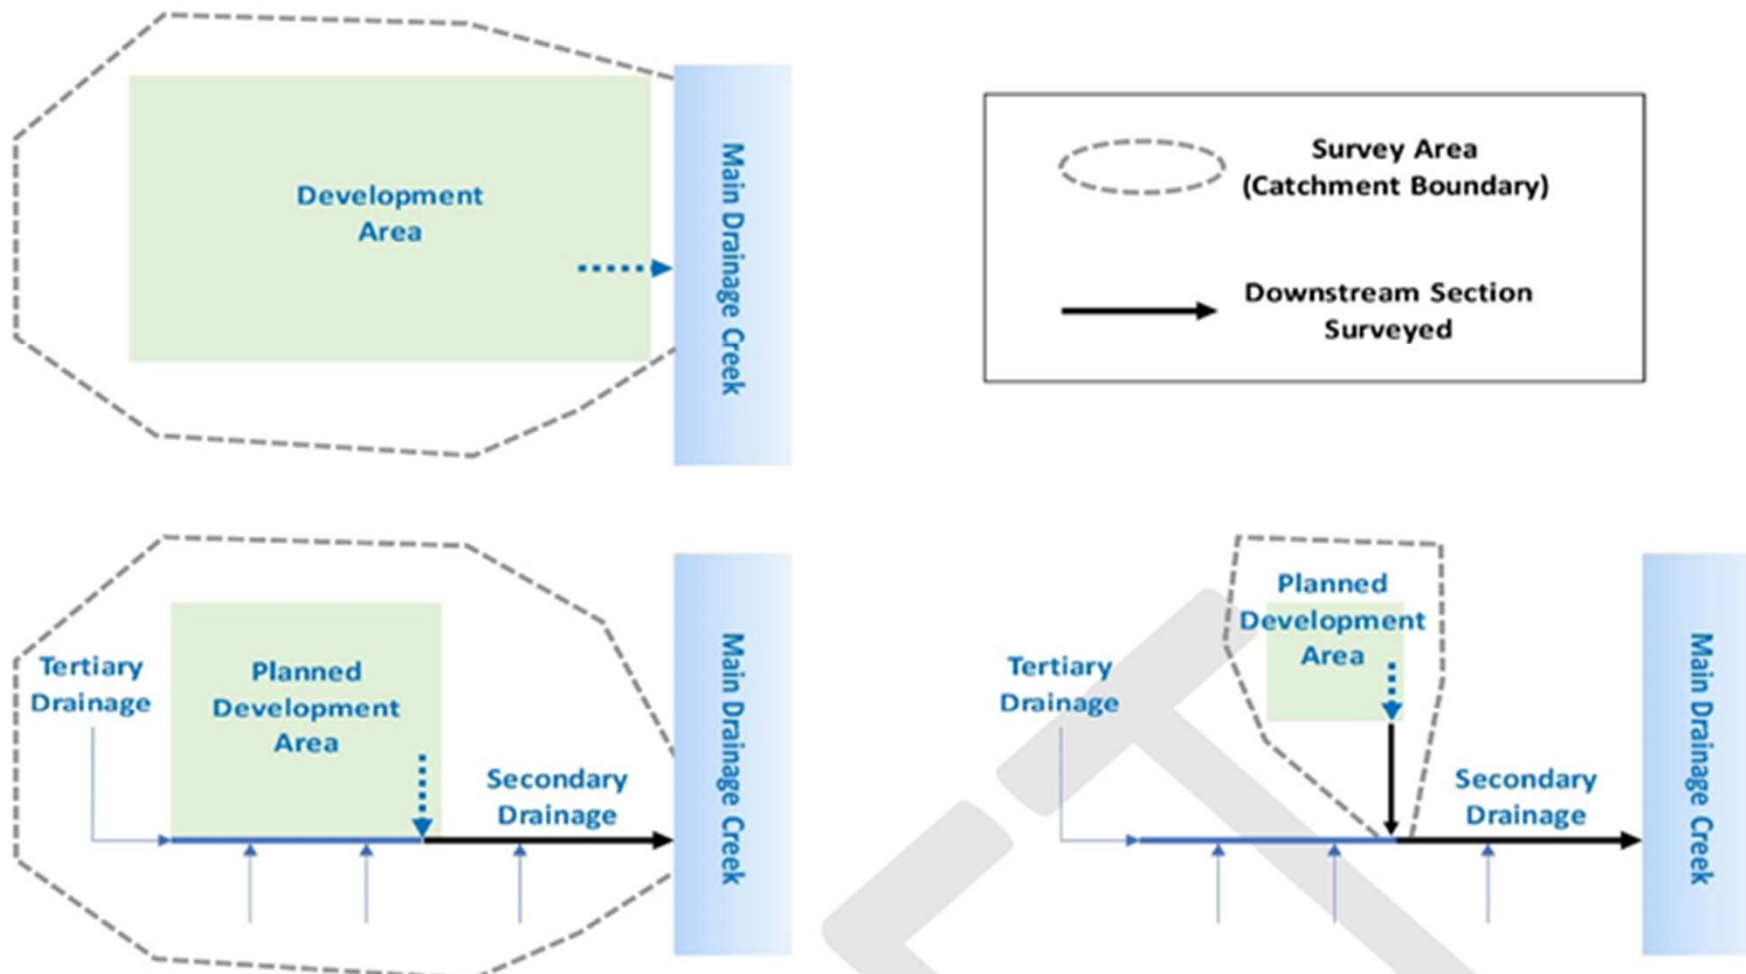 Development
Area
Main Drainage Creek
Survey Area
(Catchment Boundary)
Downstream Section
Surveyed
Tertiary
Drainage
Planned
Development
Area
Secondary
Drainage
Main Drainage Creek
Tertiary
Drainage
Planned
Development
Area
Secondary
Drainage
Main Drainage Creek